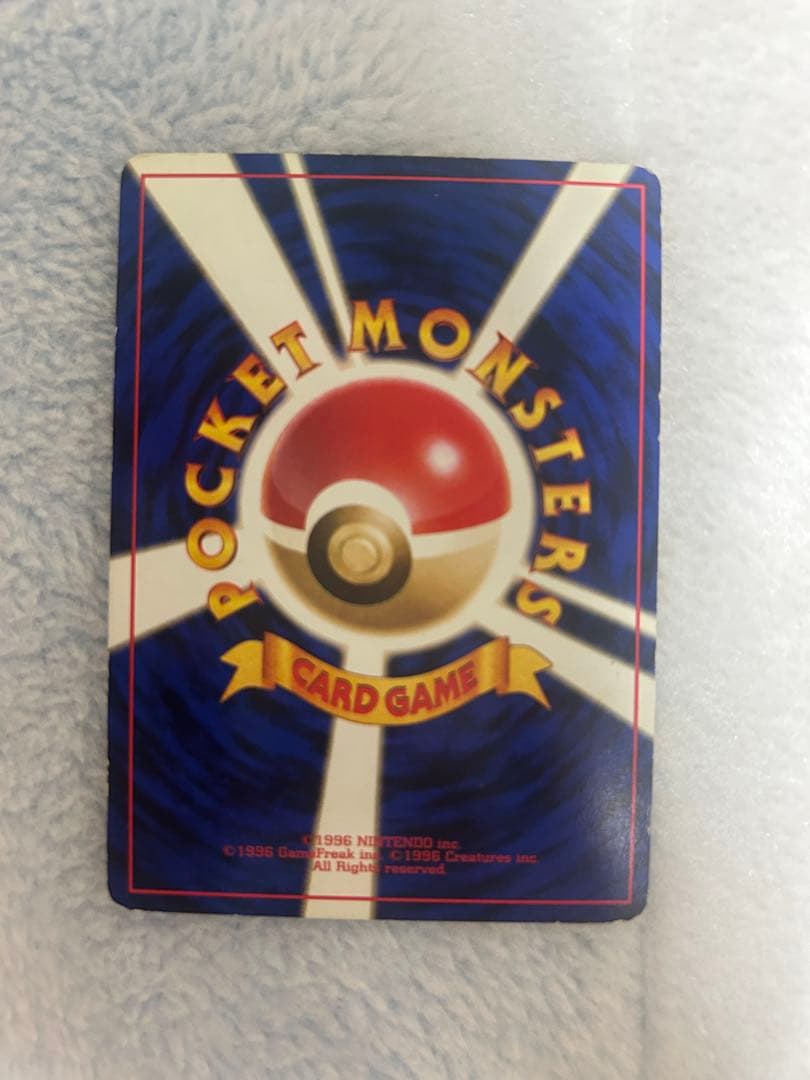 POCKET MONSTERS
CARD GAME
©1996 NINTENDO inc.
©1996 GameFreak inc. ©1996 Creatures inc.
All Rights reserved.